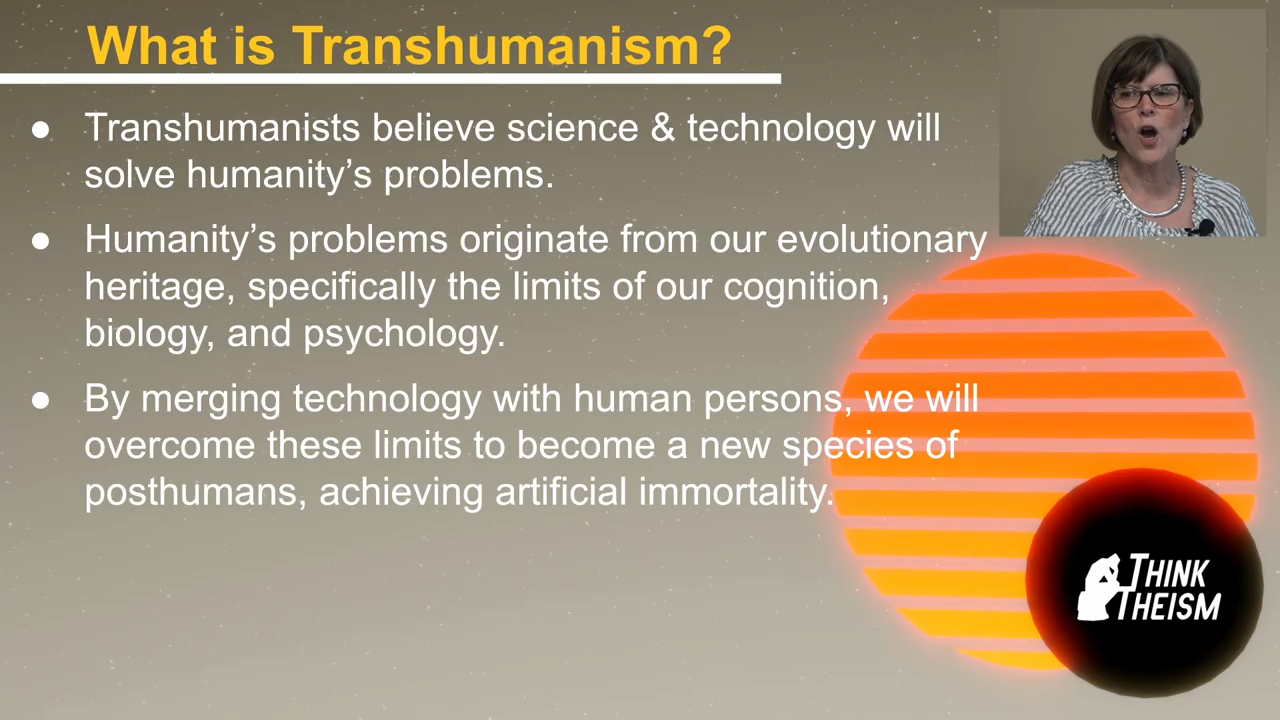 What is Transhumanism?
● Transhumanists believe science & technology will
solve humanity’s problems.
● Humanity’s problems originate from our evolutionary
heritage, specifically the limits of our cognition,
biology, and psychology.
● By merging technology with human persons, we will
overcome these limits to become a new species of
posthumans, achieving artificial immortality.
THINK
THEISM